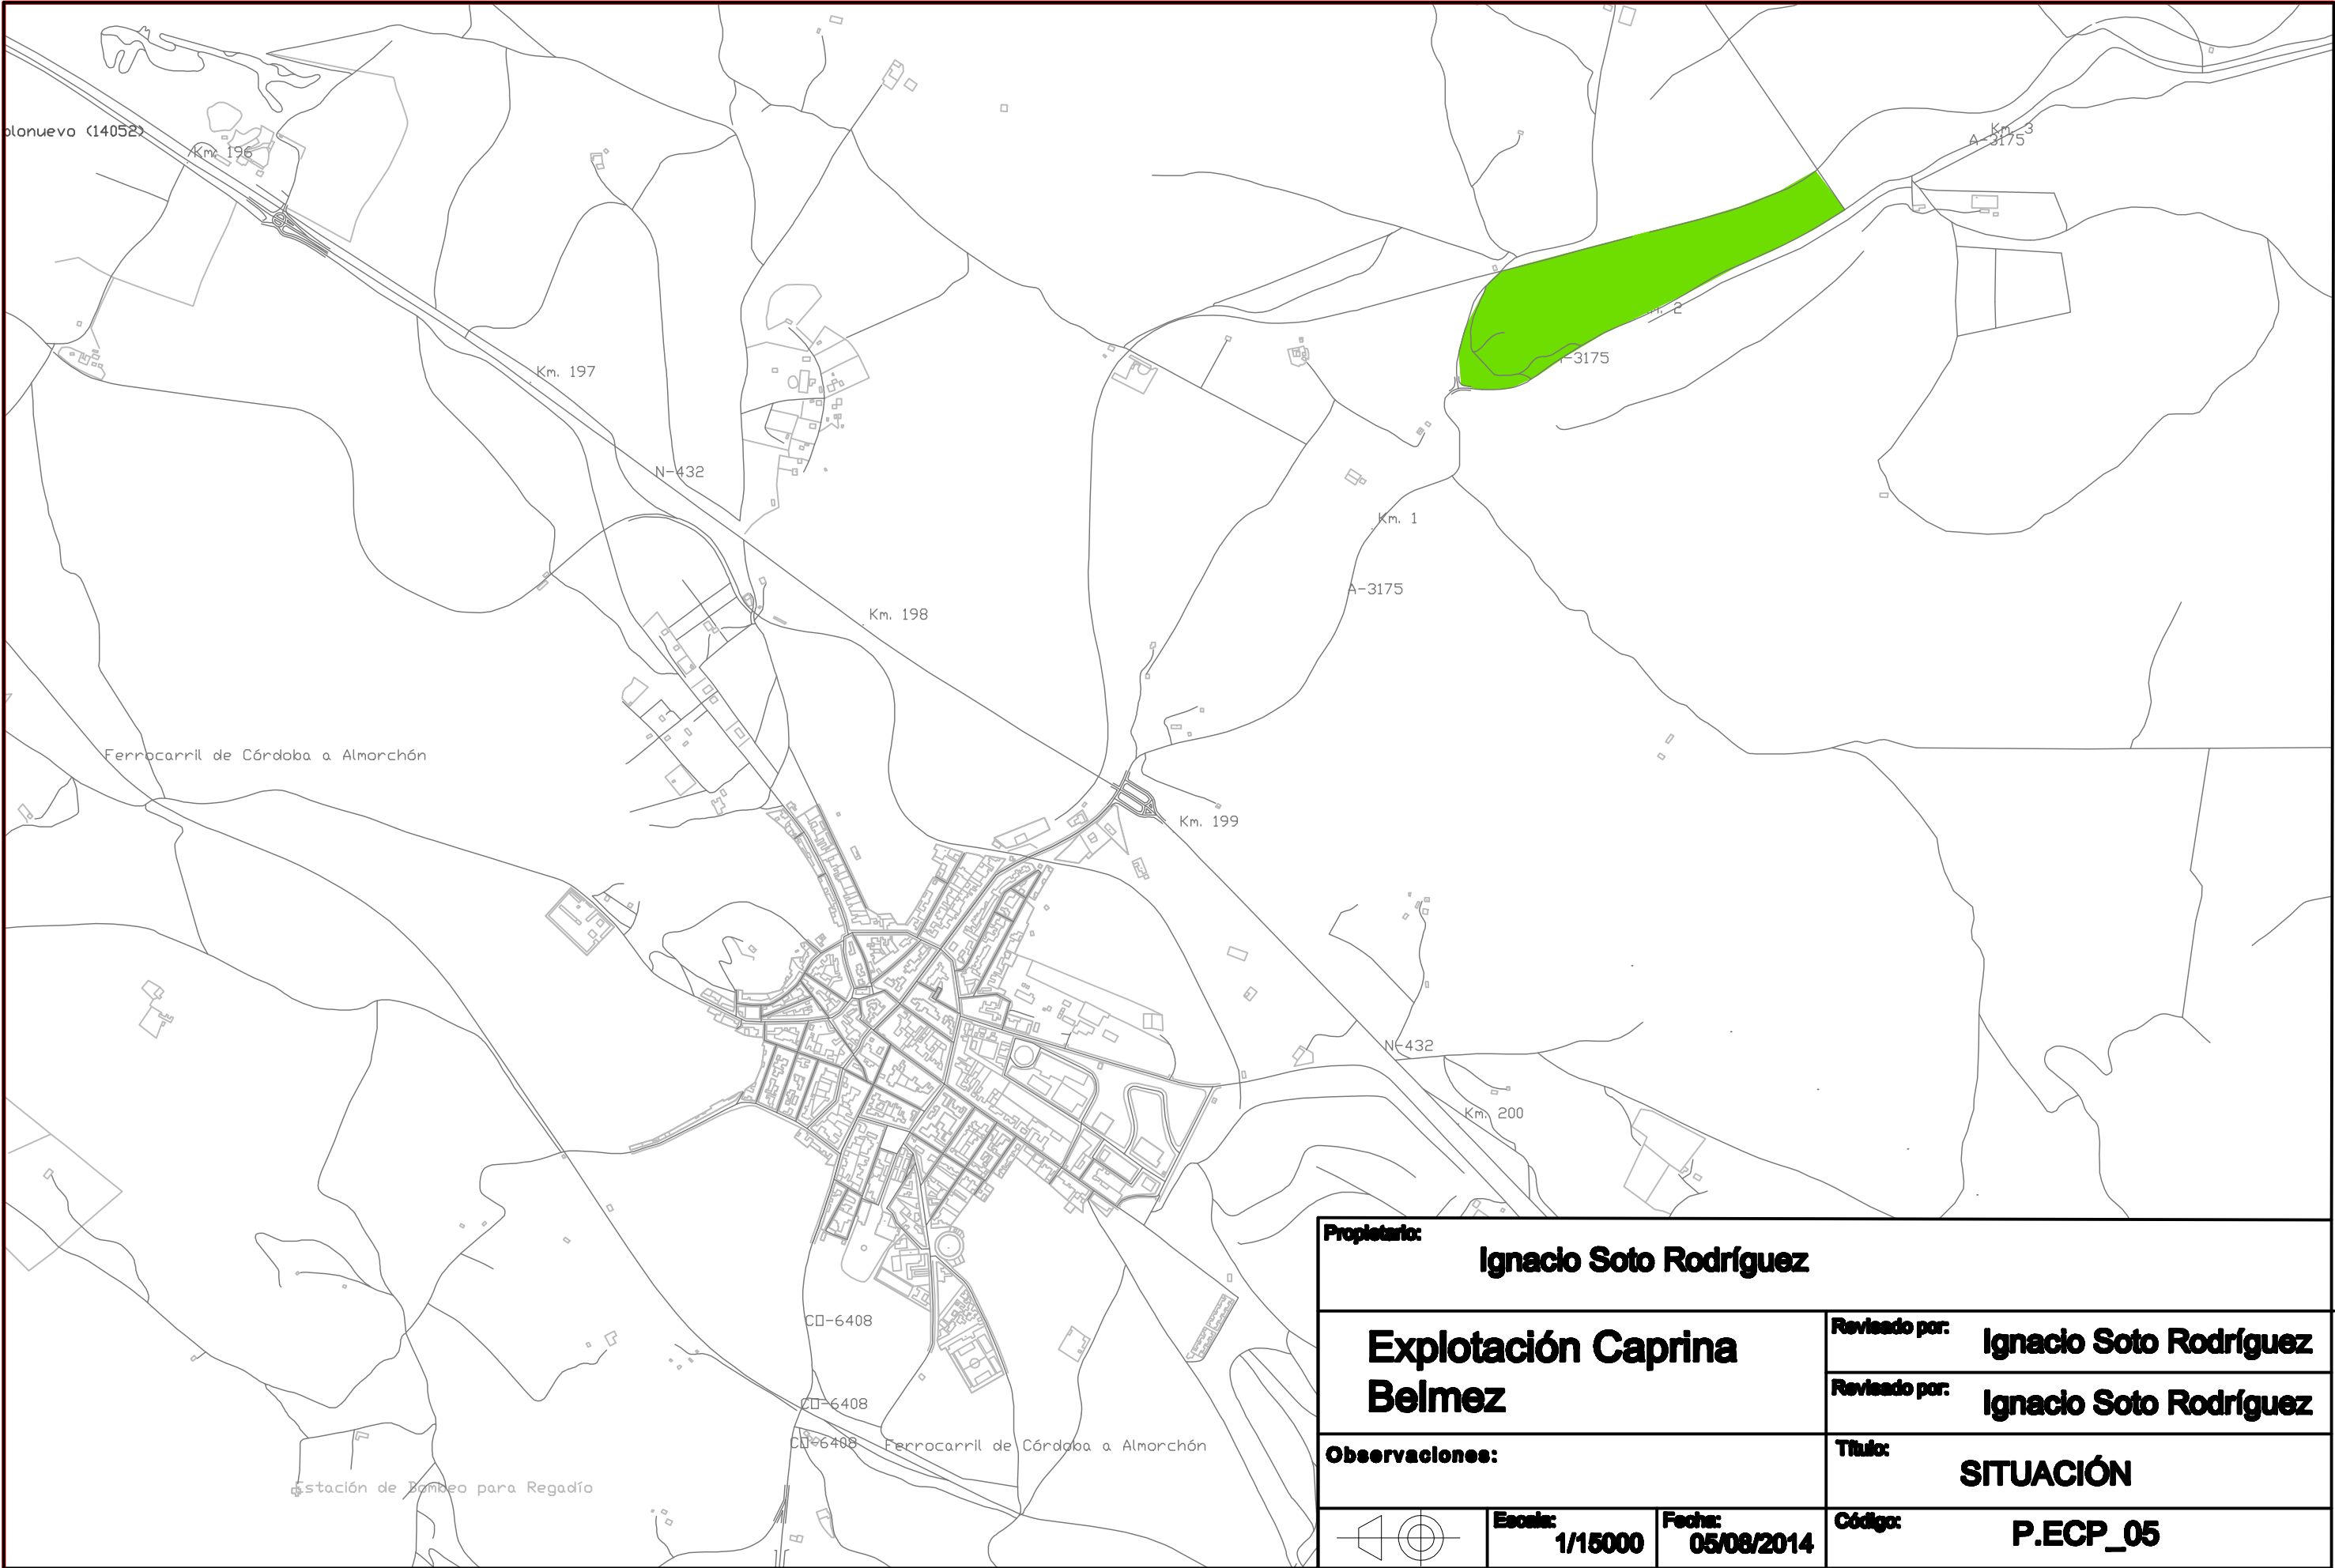 olonuevo (14052)
Km. 196
Km. 3
A-3175
2
-3175
Km. 197
N-432
Km. 1
A-3175
Km. 198
Ferrocarril de Córdoba a Almorchón
Km. 199
N-432
Km. 200
CO-6408
CO-6408
CO-6408
Ferrocarril de Córdoba a Almorchón
Estación de Bombeo para Regadío
Propietario:
Ignacio Soto Rodríguez
Explotación Caprina
Belmez
Revisado por: Ignacio Soto Rodríguez
Revisado por: Ignacio Soto Rodríguez
Observaciones:
Título:
SITUACIÓN
Escala:
1/15000
Fecha:
05/08/2014
Código:
P.ECP_05